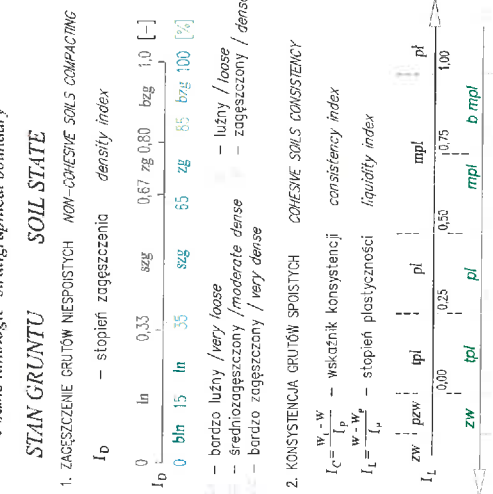 STAN GRUNTU SOIL STATE
1. ZAGĘSZCZENIE GRUTÓW NIESPOISTYCH NON-COHESIVE SOILS COMPACTING
I_D – stopień zagęszczenia density index
0 ln 0,33 szg 0,67 zg 0,80 bzg 1,0 [–]
I_D
0 bln 15 ln 35 szg 65 zg 85 bzg 100 [%]
– bardzo luźny /very loose – luźny /loose
– średniozagęszczony /moderate dense – zagęszczony / dense
– bardzo zagęszczony / very dense
2. KONSYSTENCJA GRUTÓW SPOISTYCH COHESIVE SOILS CONSISTENCY
I_C = (w_L - w) / I_p – wskaźnik konsystencji consistency index
I_L = – stopień plastyczności liquidity index
zw pzw tpl pl mpl pł
I_L 0,00 0,25 0,50 0,75 1,00
zw tpl pl mpl b mpl